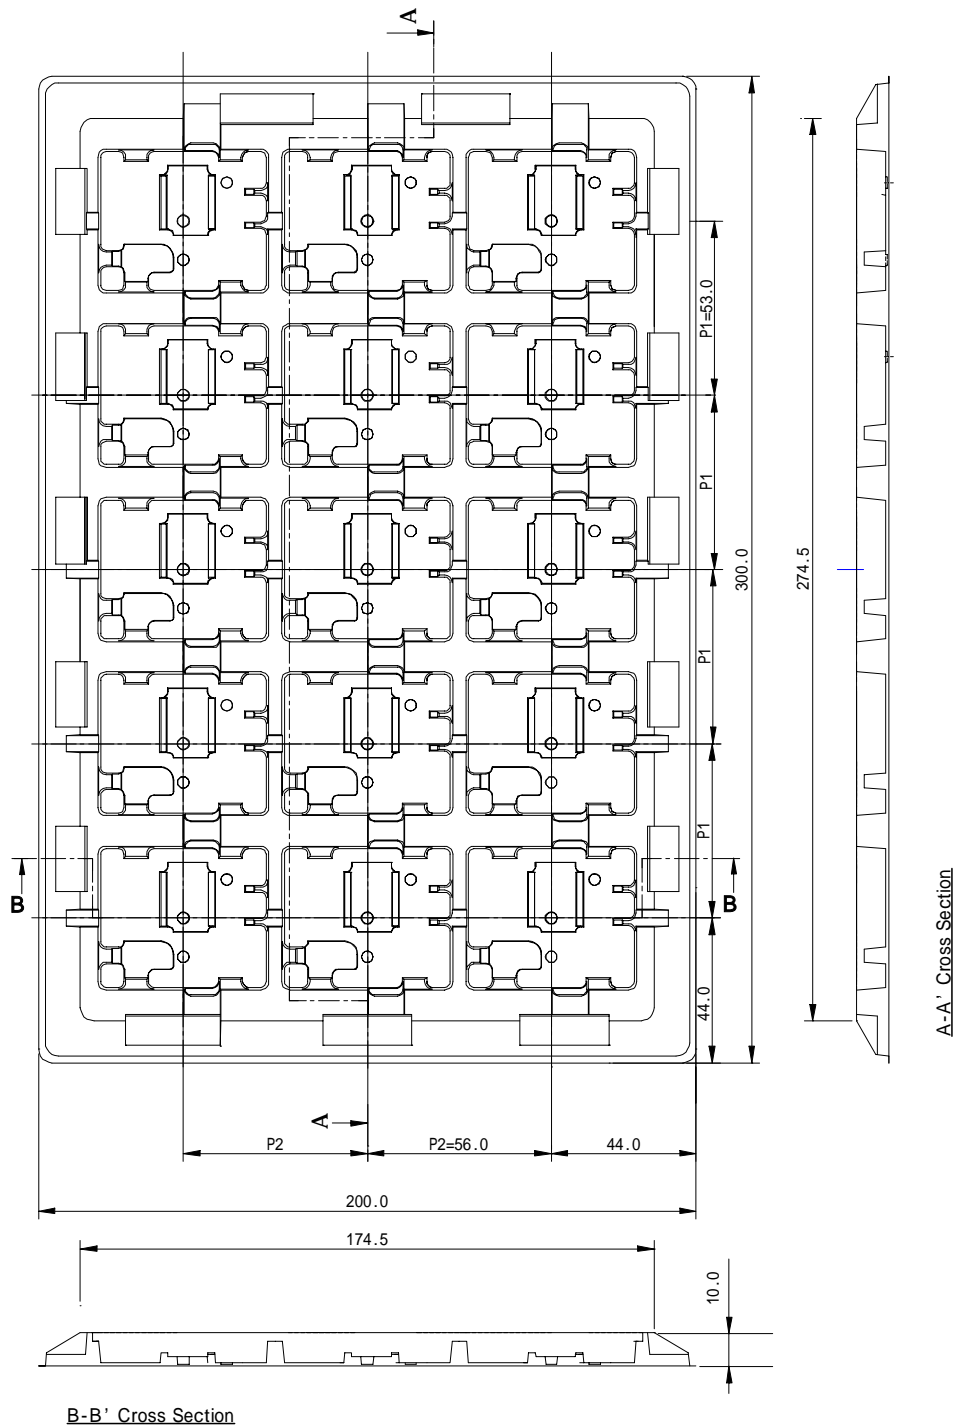 A
P1=53.0
P1
300.0
274.5
P1
P1
B
B
44.0
A-A' Cross Section
A
P2
P2=56.0
44.0
200.0
174.5
10.0
B-B' Cross Section